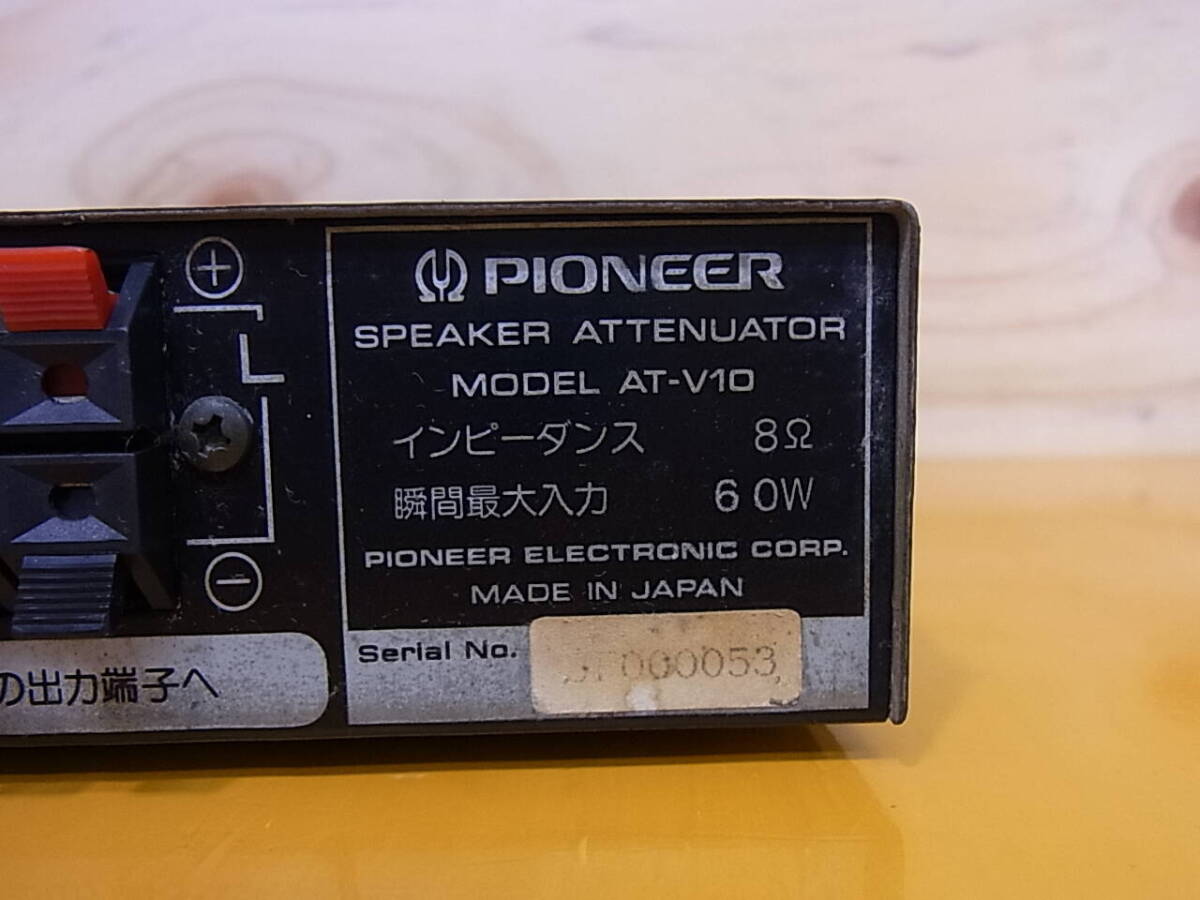 +
L
−
の出力端子へ
PIONEER
SPEAKER ATTENUATOR
MODEL AT-V10
インピーダンス 8Ω
瞬間最大入力 60W
PIONEER ELECTRONIC CORP.
MADE IN JAPAN
Serial No.